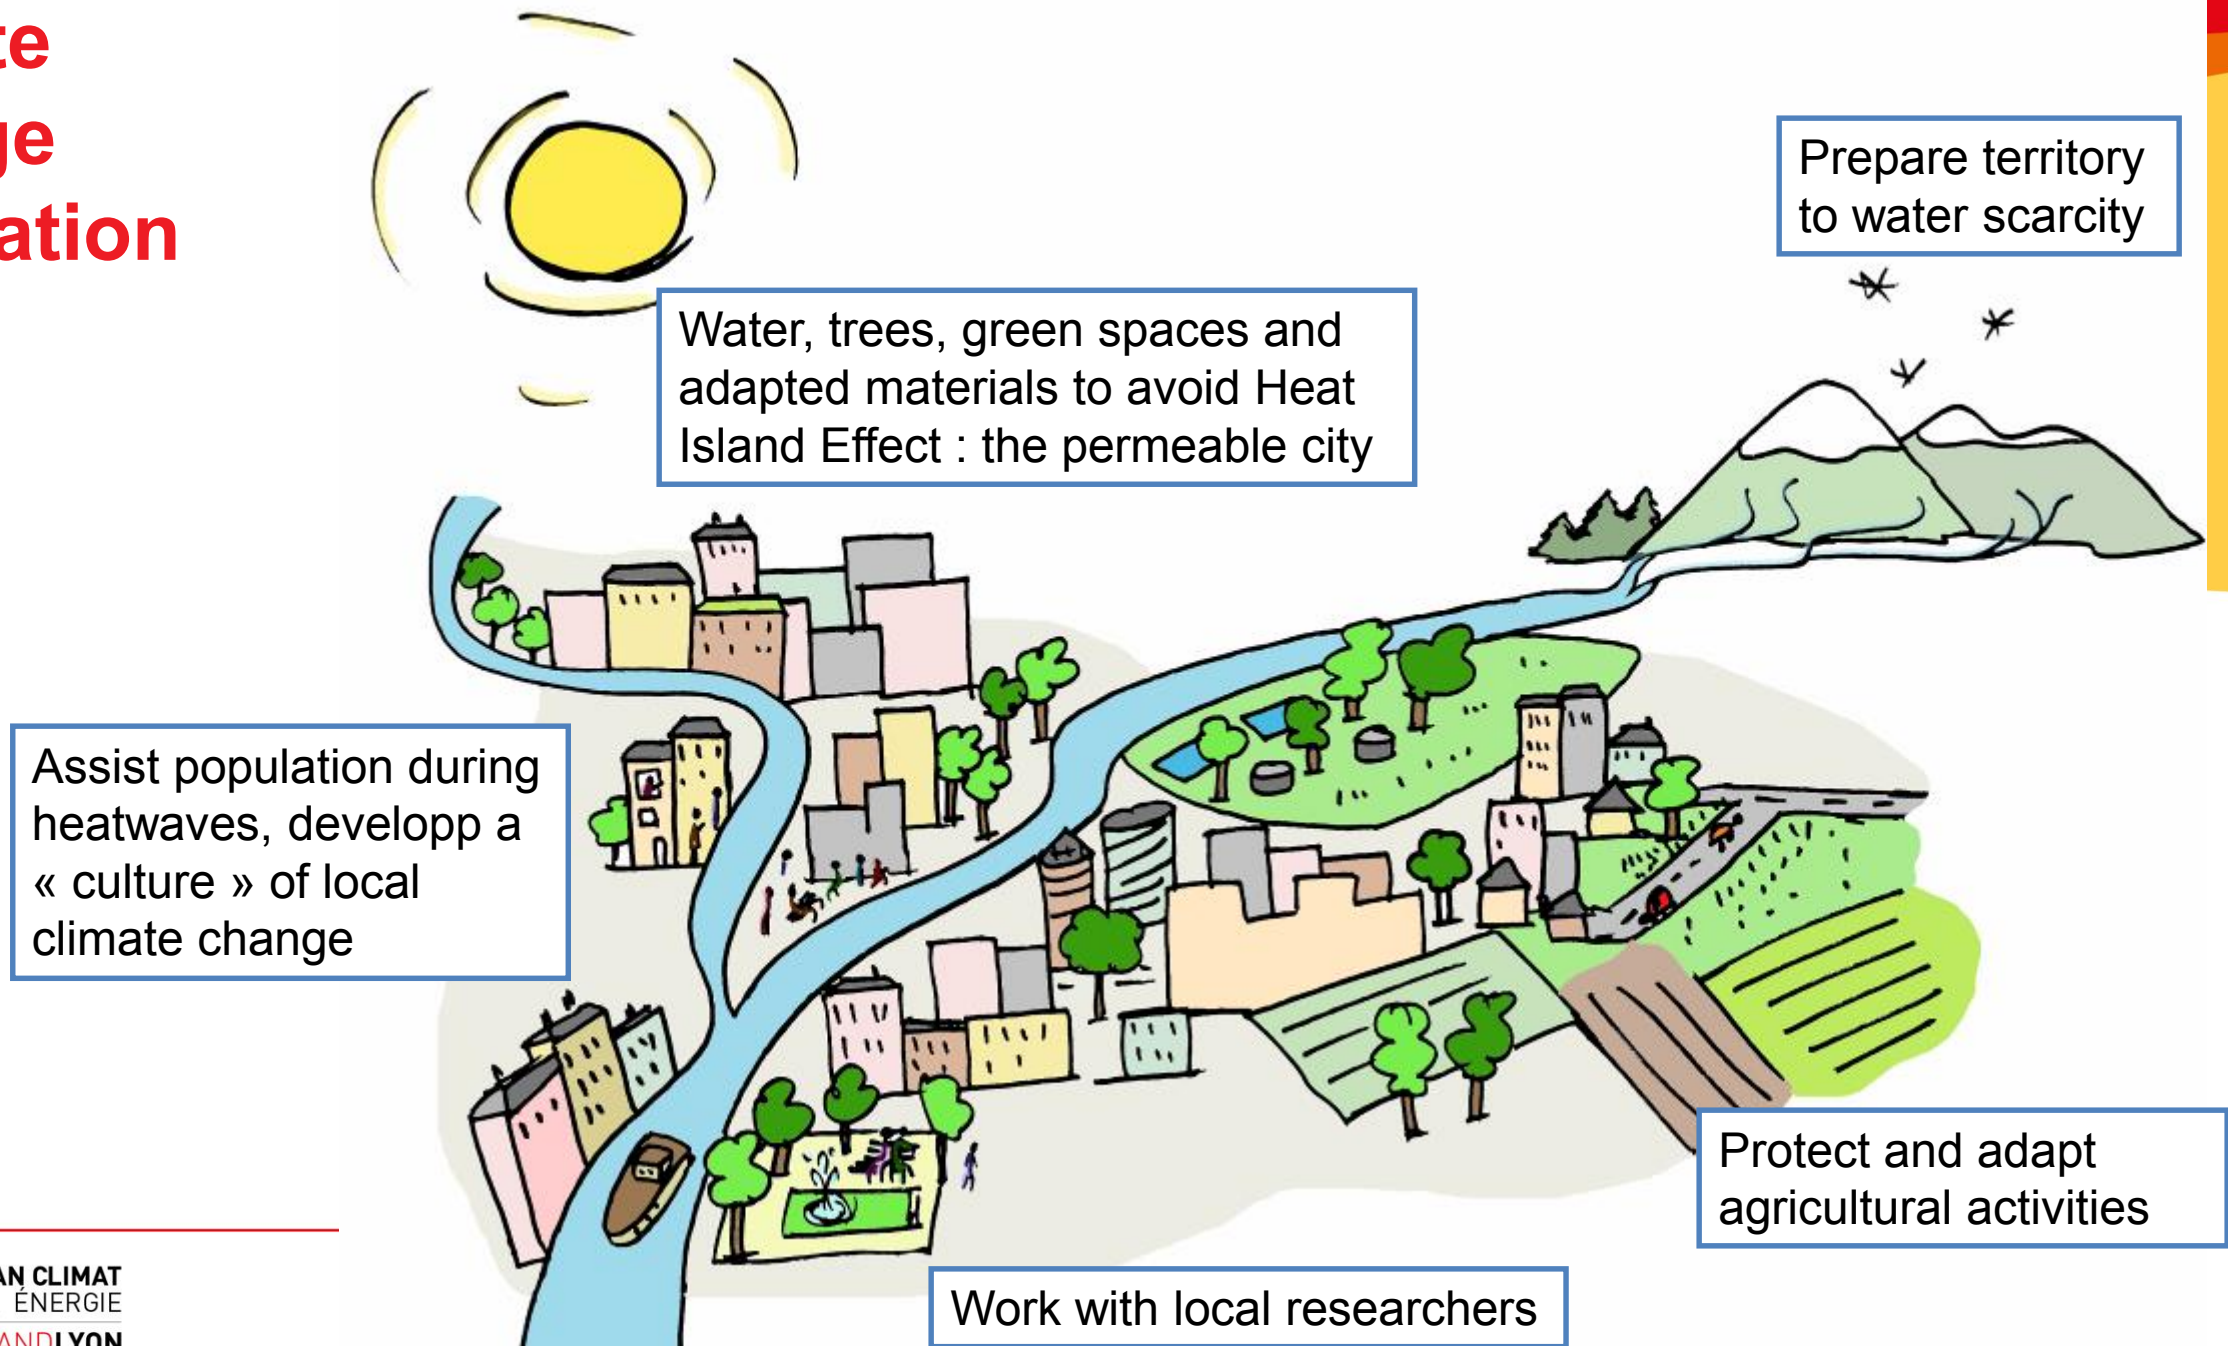 te
ge
ation
Prepare territory
to water scarcity
Water, trees, green spaces and
adapted materials to avoid Heat
Island Effect : the permeable city
Assist population during
heatwaves, developp a
« culture » of local
climate change
Protect and adapt
agricultural activities
Work with local researchers
AN CLIMAT
ÉNERGIE
ANDLYON